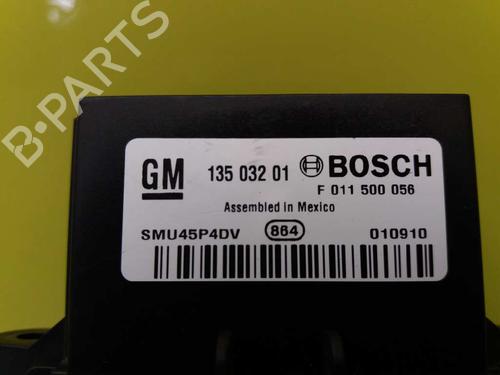 B-PARTS
GM 135 032 01 BOSCH
F 011 500 056
Assembled in Mexico
SMU45P4DV 864 010910